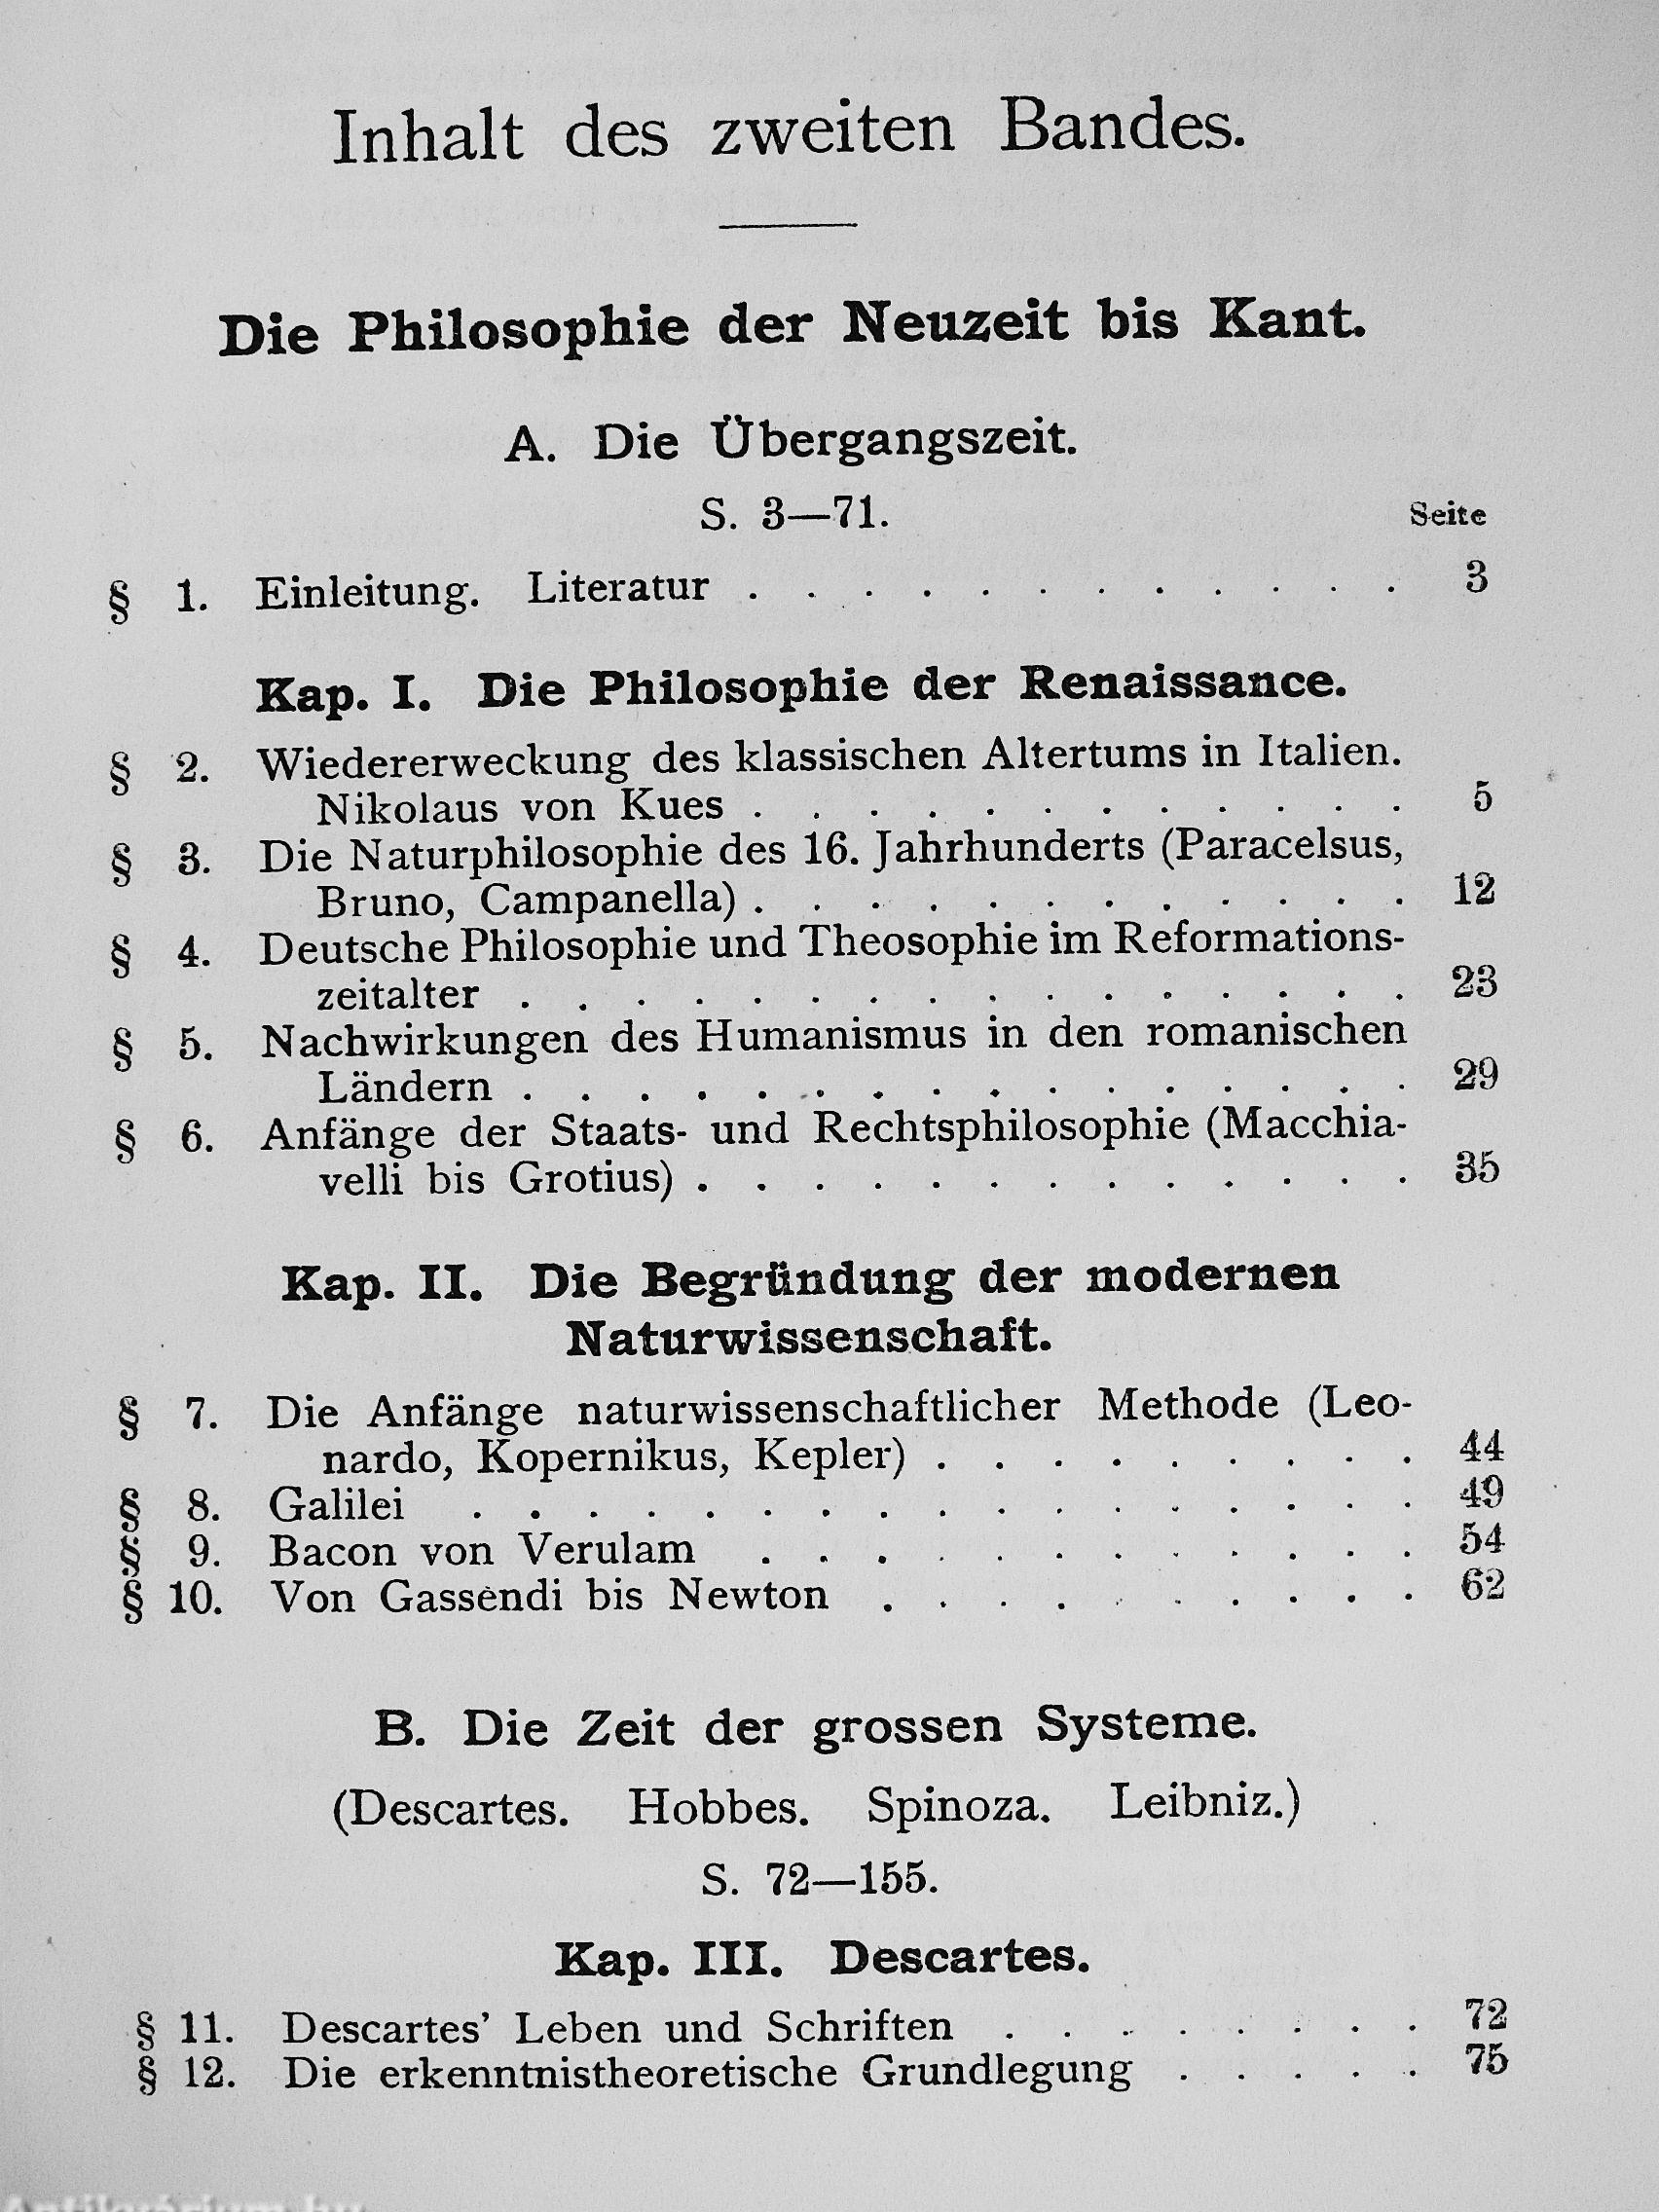 Inhalt des zweiten Bandes.
Die Philosophie der Neuzeit bis Kant.
A. Die Übergangszeit.
S. 3—71.
Seite
§ 1. Einleitung. Literatur . . . . . . . . . . . . 3
Kap. I. Die Philosophie der Renaissance.
§ 2. Wiedererweckung des klassischen Altertums in Italien.
Nikolaus von Kues . . . . . . . . . . . . 5
§ 3. Die Naturphilosophie des 16. Jahrhunderts (Paracelsus,
Bruno, Campanella) . . . . . . . . . . . . 12
§ 4. Deutsche Philosophie und Theosophie im Reformations-
zeitalter . . . . . . . . . . . . . . . . 23
§ 5. Nachwirkungen des Humanismus in den romanischen
Ländern . . . . . . . . . . . . . . . . 29
§ 6. Anfänge der Staats- und Rechtsphilosophie (Macchia-
velli bis Grotius) . . . . . . . . . . . . . 35
Kap. II. Die Begründung der modernen
Naturwissenschaft.
§ 7. Die Anfänge naturwissenschaftlicher Methode (Leo-
nardo, Kopernikus, Kepler) . . . . . . . . . 44
§ 8. Galilei . . . . . . . . . . . . . . . . . 49
§ 9. Bacon von Verulam . . . . . . . . . . . . 54
§ 10. Von Gassendi bis Newton . . . . . . . . . . 62
B. Die Zeit der grossen Systeme.
(Descartes. Hobbes. Spinoza. Leibniz.)
S. 72—155.
Kap. III. Descartes.
§ 11. Descartes’ Leben und Schriften . . . . . . . . 72
§ 12. Die erkenntnistheoretische Grundlegung . . . . . 75
Antikvárium.hu